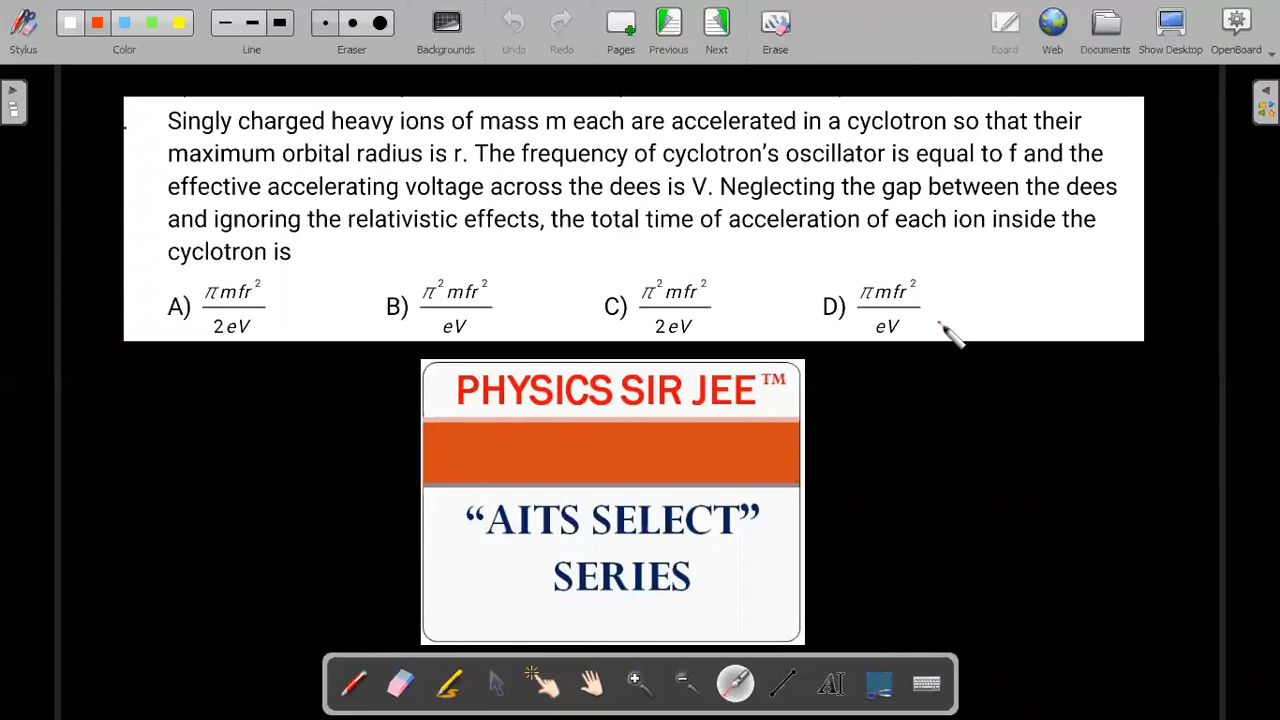 Stylus
Color
Line
Eraser
Backgrounds
Undo
Redo
Pages
Previous
Next
Erase
Board
Web
Documents
Show Desktop
OpenBoard
Singly charged heavy ions of mass m each are accelerated in a cyclotron so that their
maximum orbital radius is r. The frequency of cyclotron's oscillator is equal to f and the
effective accelerating voltage across the dees is V. Neglecting the gap between the dees
and ignoring the relativistic effects, the total time of acceleration of each ion inside the
cyclotron is
A) πmfr²/2eV B) π²mfr²/eV C) π²mfr²/2eV D) πmfr²/eV
PHYSICS SIR JEE™
“AITS SELECT”
SERIES
AI